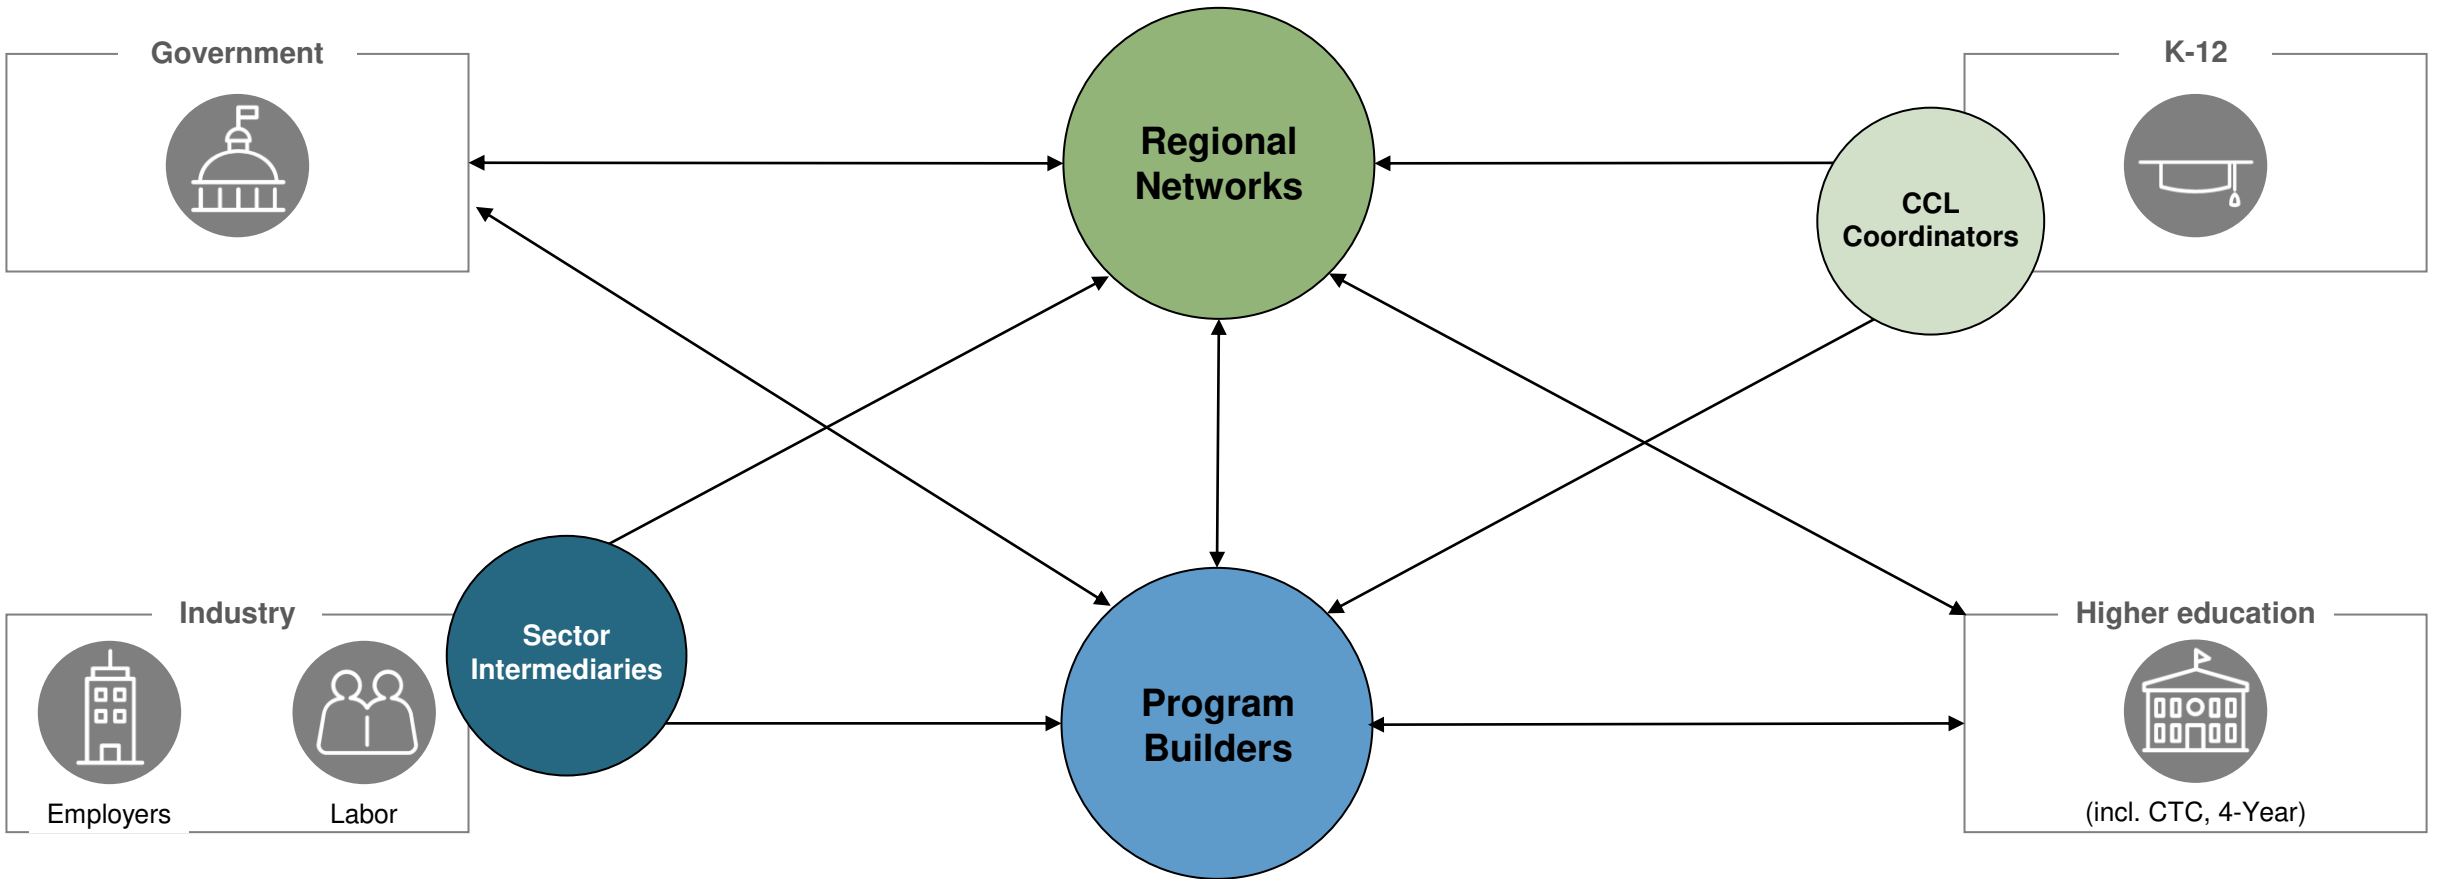 Government
K-12
Regional
Networks
CCL
Coordinators
Industry
Higher education
Sector
Intermediaries
Program
Builders
Employers
Labor
(incl. CTC, 4-Year)